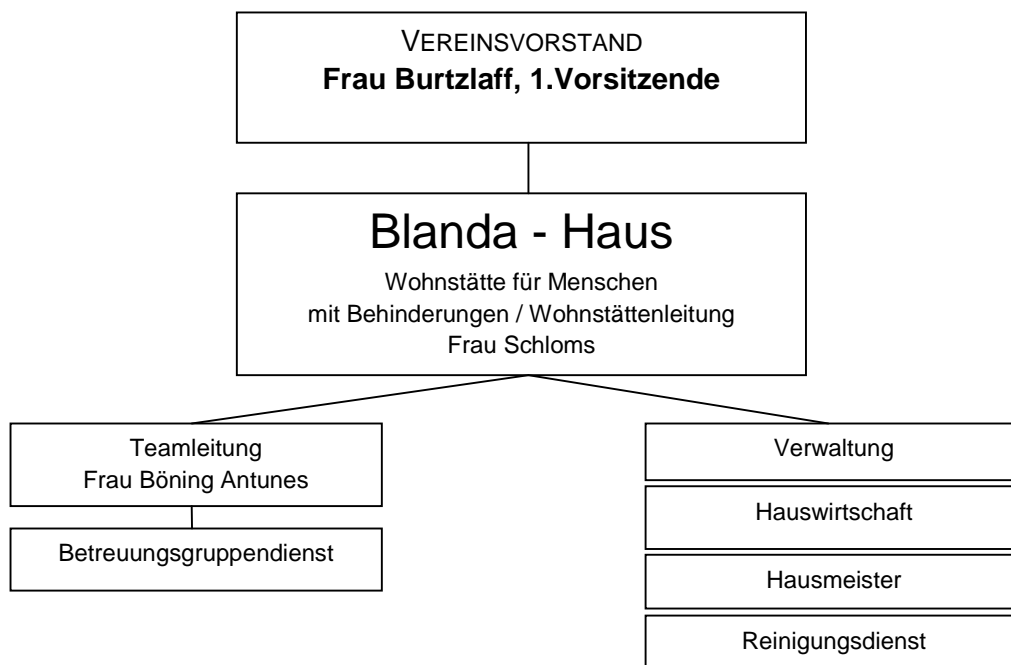 VEREINSVORSTAND
Frau Burtzlaff, 1.Vorsitzende
Blanda - Haus
Wohnstätte für Menschen
mit Behinderungen / Wohnstättenleitung
Frau Schloms
Teamleitung
Frau Böning Antunes
Betreuungsgruppendienst
Verwaltung
Hauswirtschaft
Hausmeister
Reinigungsdienst